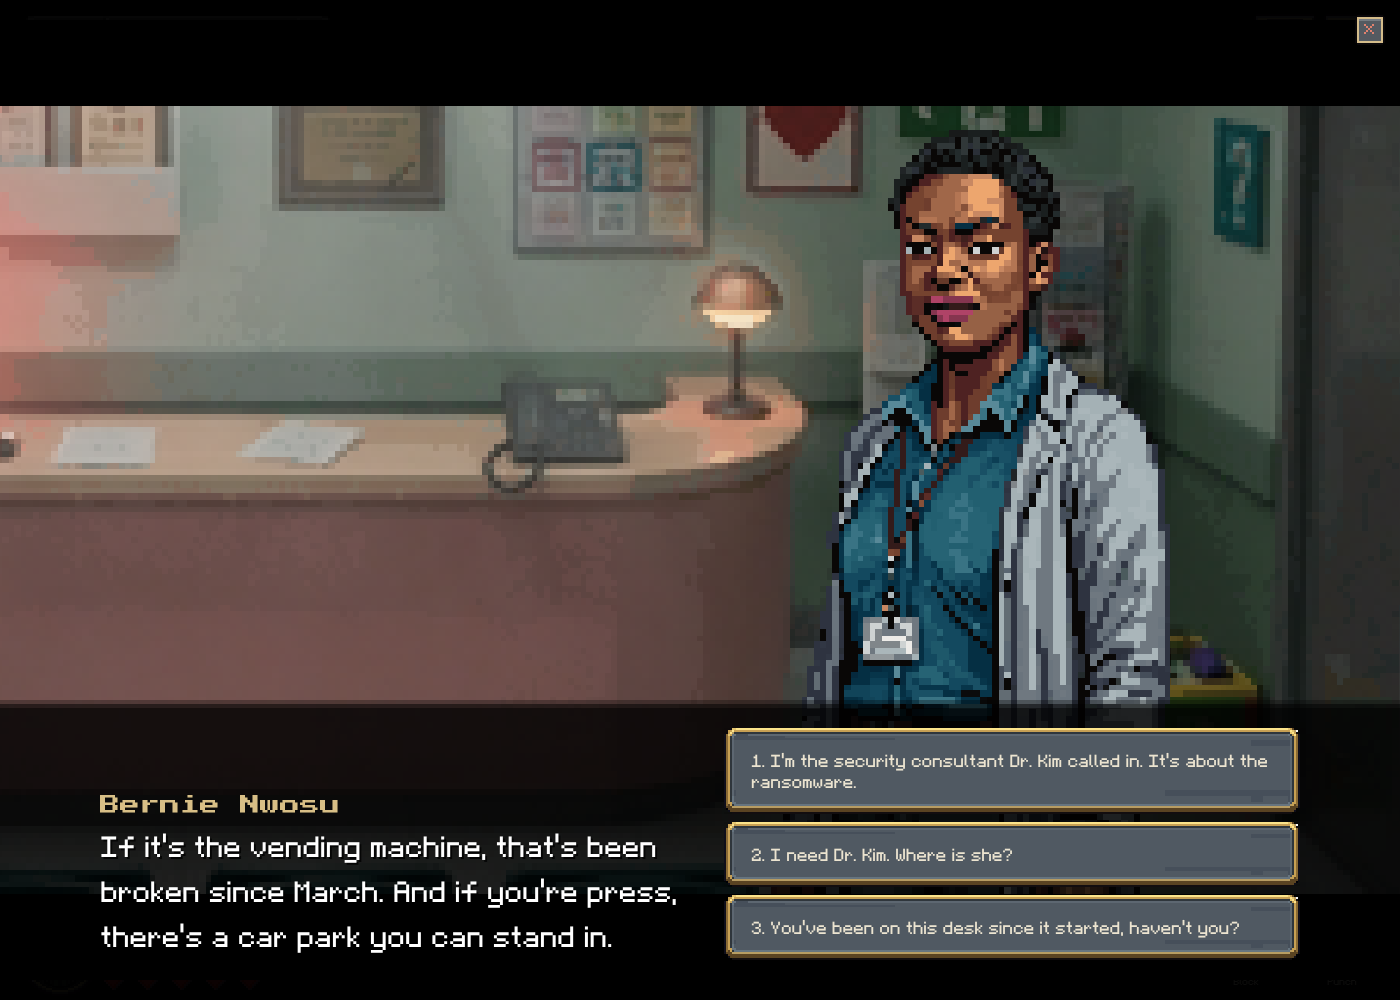 Bernie Nwosu
If it's the vending machine, that's been
broken since March. And if you're press,
there's a car park you can stand in.
1. I'm the security consultant Dr. Kim called in. It's about the
ransomware.
2. I need Dr. Kim. Where is she?
3. You've been on this desk since it started, haven't you?